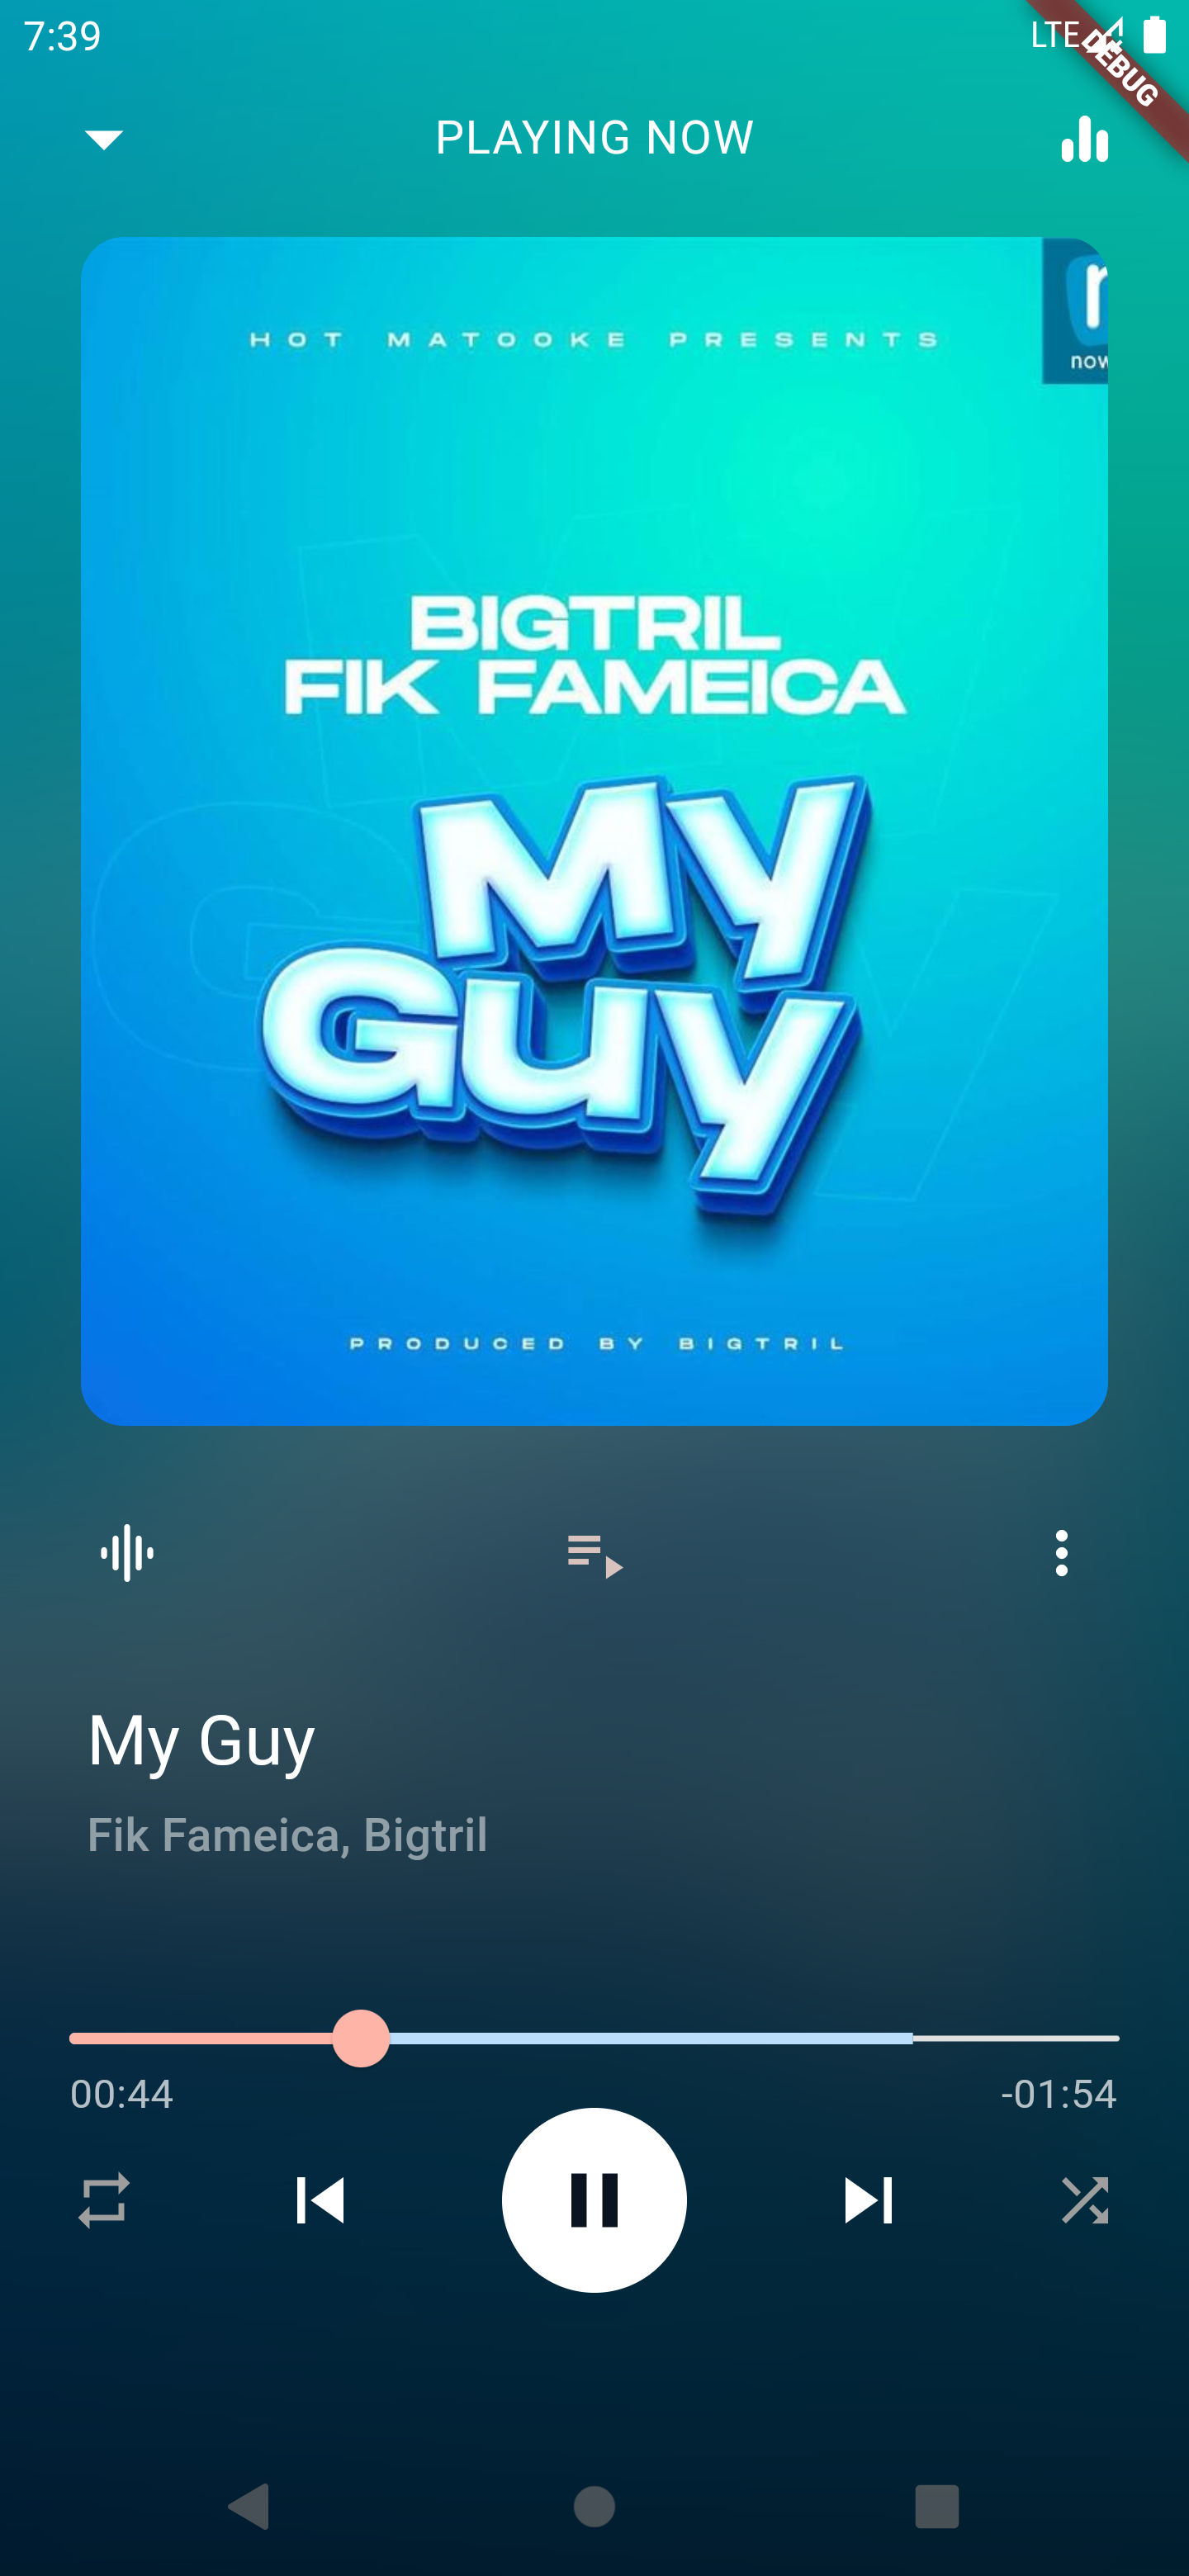 7:39
LTE
DEBUG
PLAYING NOW
HOT MATOOKE PRESENTS
now
BIGTRIL
FIK FAMEICA
My
Guy
PRODUCED BY BIGTRIL
My Guy
Fik Fameica, Bigtril
00:44
-01:54